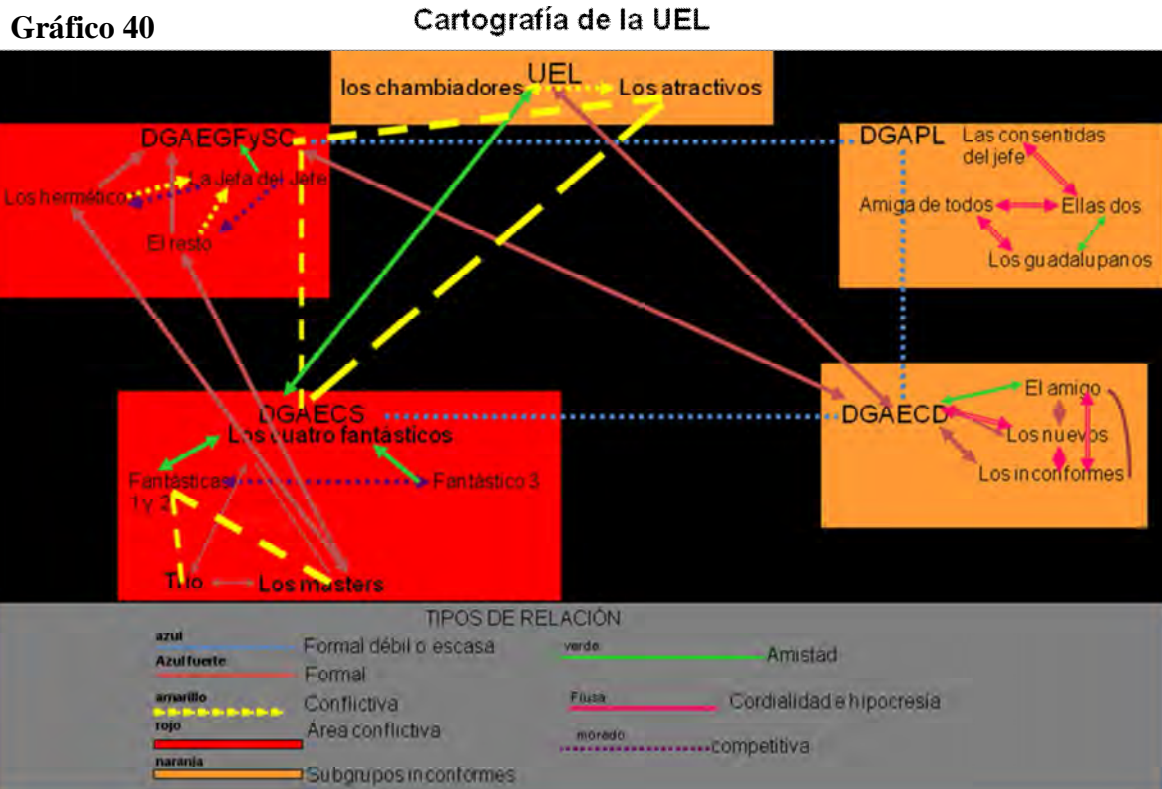 Gráfico 40
Cartografía de la UEL
UEL
los chambiadores
Los atractivos
DGAEGFySC
Los hermético
La Jefa del Jefe
El resto
DGAPL
Las consentidas
del jefe
Amiga de todos
Ellas dos
Los guadalupanos
DGAECS
Los cuatro fantásticos
Fantásticas
1 y 2
Fantástico 3
Trío
Los masters
DGAECD
El amigo
Los nuevos
Los inconformes
TIPOS DE RELACIÓN
azul
Formal débil o escasa
Azul fuerte
Formal
amarillo
Conflictiva
rojo
Área conflictiva
naranja
Subgrupos inconformes
verde
Amistad
Fiusa
Cordialidad e hipocresía
morado
competitiva